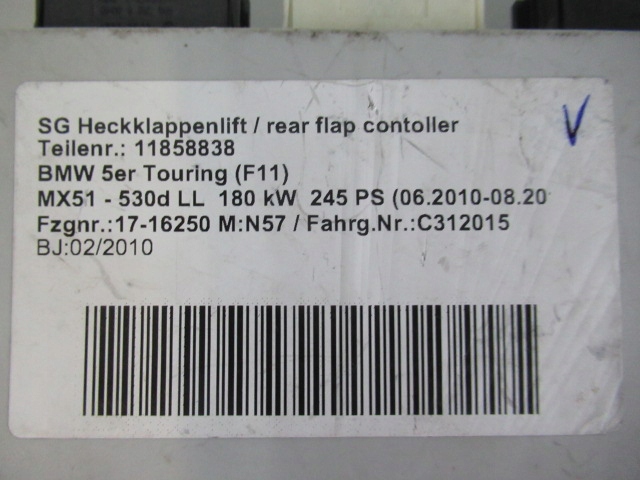 SG Heckklappenlift / rear flap contoller
Teilenr.: 11858838
BMW 5er Touring (F11)
MX51 - 530d LL 180 kW 245 PS (06.2010-08.20
Fzgnr.:17-16250 M:N57 / Fahrg.Nr.:C312015
BJ:02/2010
V